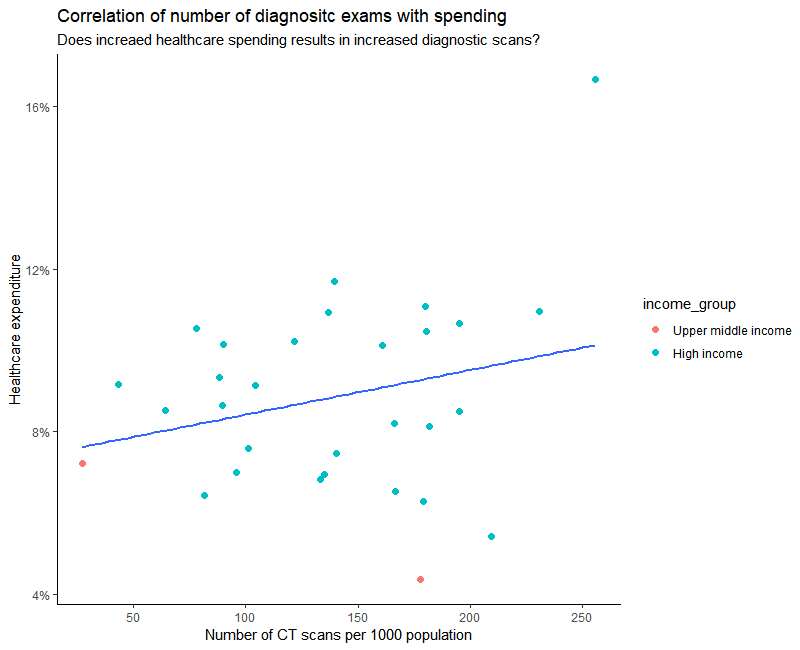 Correlation of number of diagnositc exams with spending
Does increaed healthcare spending results in increased diagnostic scans?
16%
12%
8%
4%
Healthcare expenditure
50
100
150
200
250
Number of CT scans per 1000 population
income_group
Upper middle income
High income